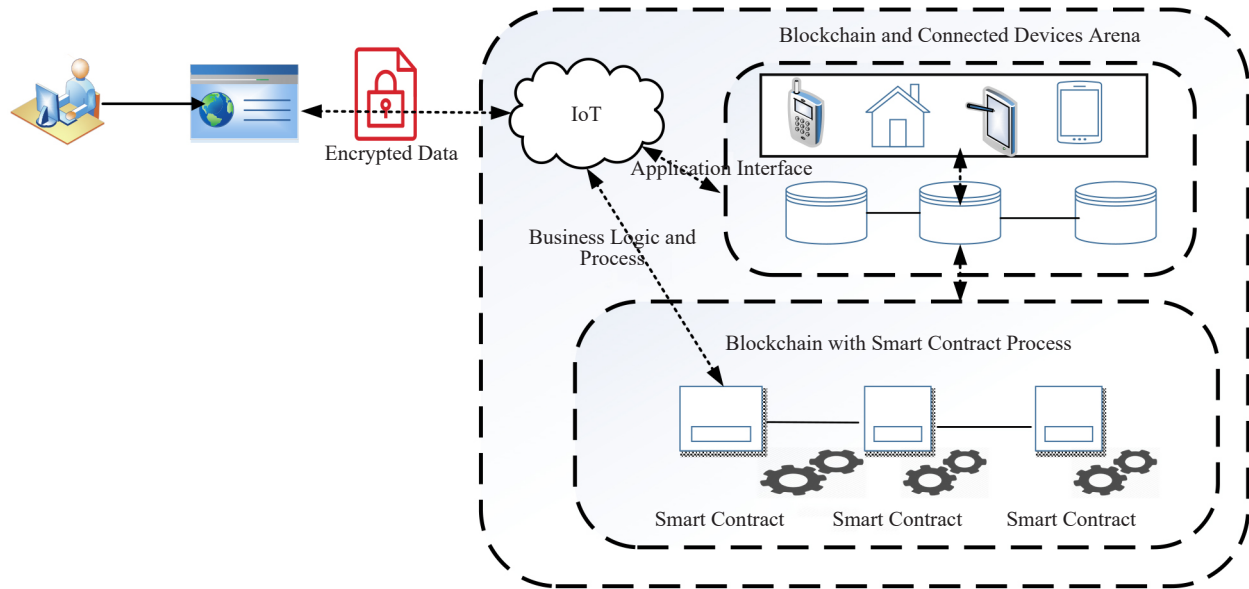 Blockchain and Connected Devices Arena
IoT
Encrypted Data
Application Interface
Business Logic and
Process
Blockchain with Smart Contract Process
Smart Contract
Smart Contract
Smart Contract